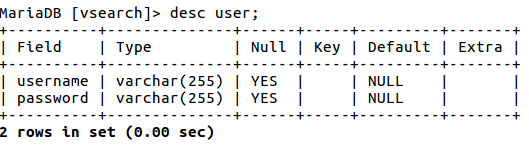 MariaDB [vsearch]> desc user;
+----------+--------------+------+-----+---------+-------+
| Field    | Type         | Null | Key | Default | Extra |
+----------+--------------+------+-----+---------+-------+
| username | varchar(255) | YES  |     | NULL    |       |
| password | varchar(255) | YES  |     | NULL    |       |
+----------+--------------+------+-----+---------+-------+
2 rows in set (0.00 sec)